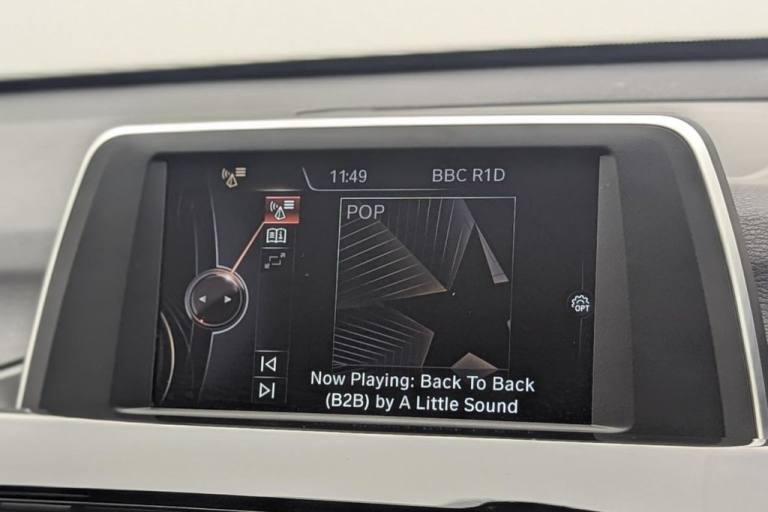 11:49 BBC R1D
POP
OPT
Now Playing: Back To Back
(B2B) by A Little Sound